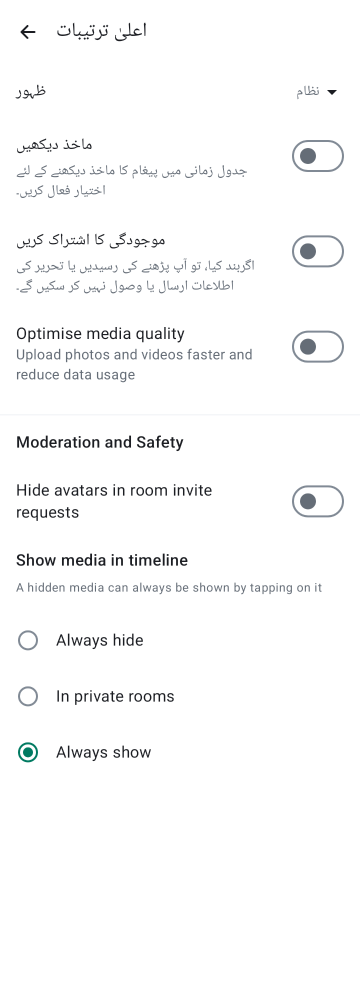 اعلیٰ ترتیبات
ظہور
نظام
ماخذ دیکھیں
جدول زمانی میں پیغام کا ماخذ دیکھنے کے لئے
اختیار فعال کریں۔
موجودگی کا اشتراک کریں
اگربند کیا، تو آپ پڑھنے کی رسیدیں یا تحریر کی
اطلاعات ارسال یا وصول نہیں کر سکیں گے۔
Optimise media quality
Upload photos and videos faster and
reduce data usage
Moderation and Safety
Hide avatars in room invite
requests
Show media in timeline
A hidden media can always be shown by tapping on it
Always hide
In private rooms
Always show